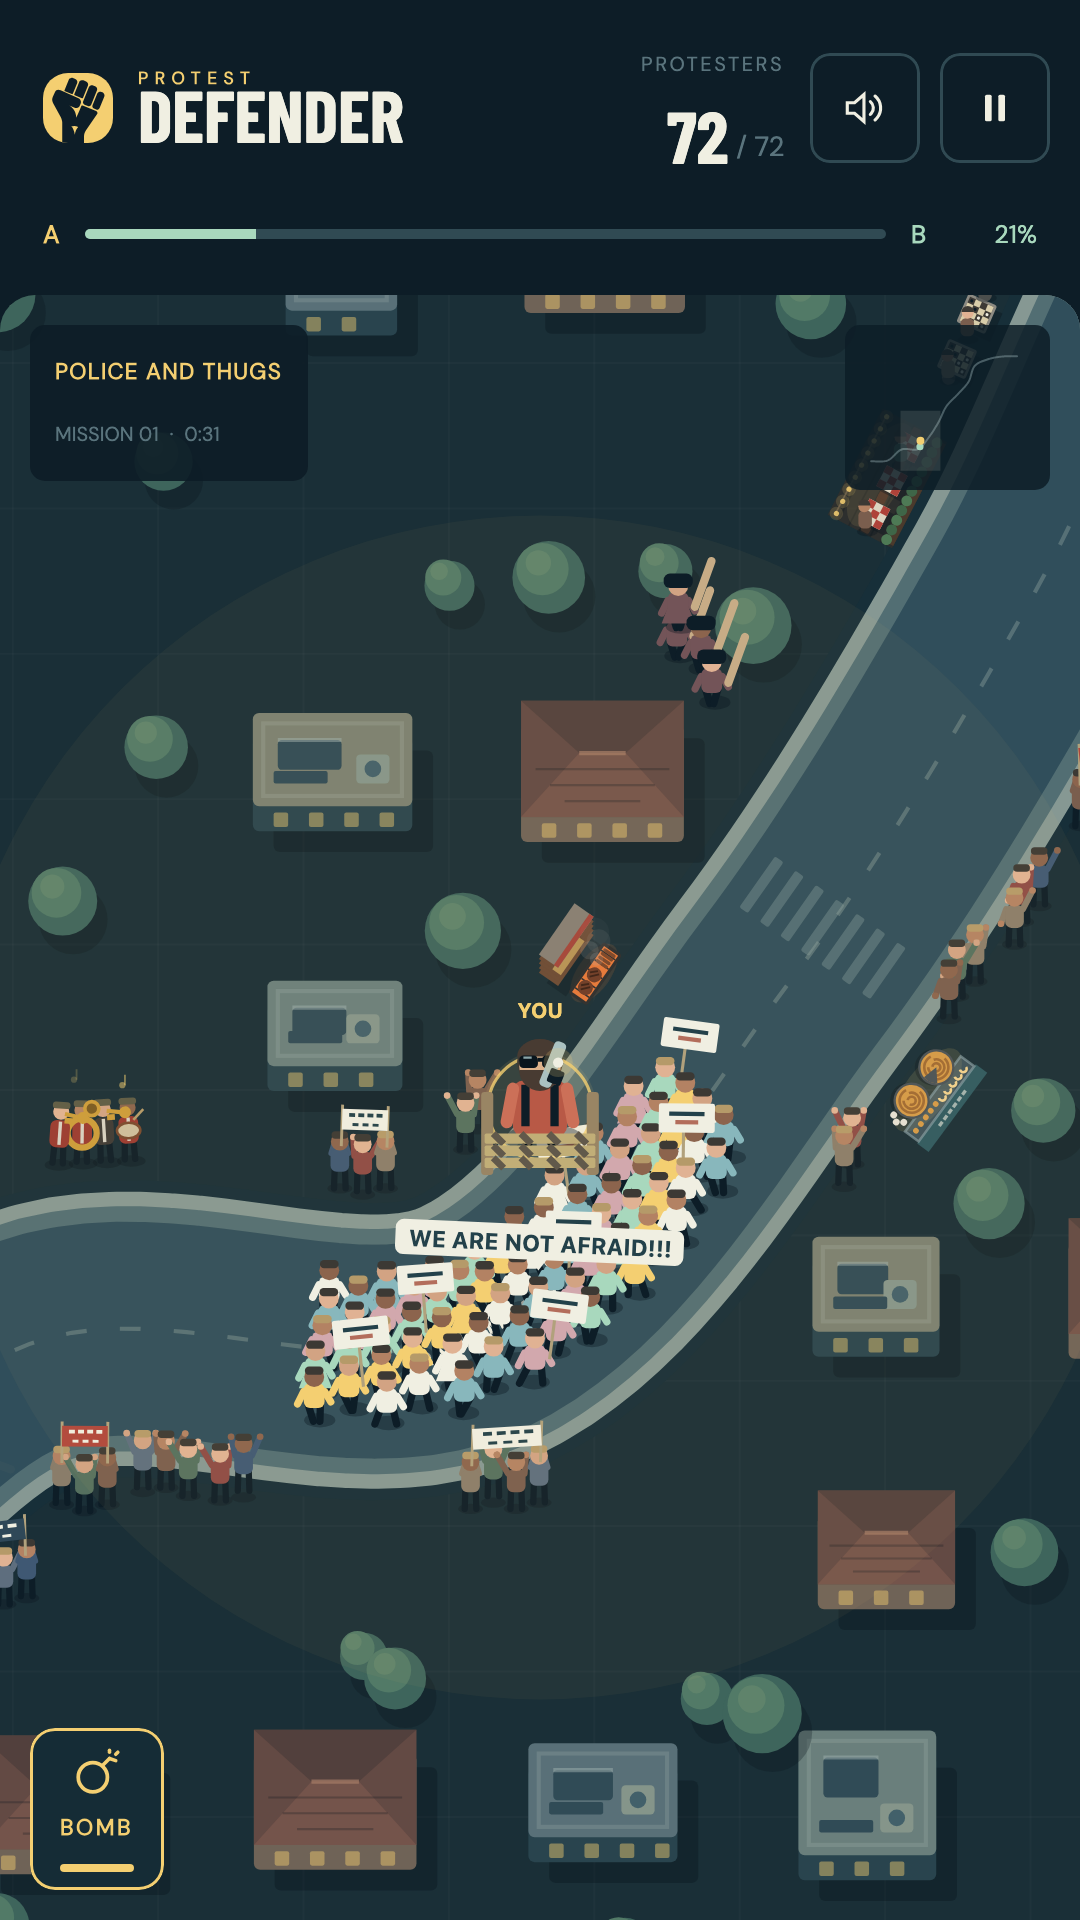 PROTEST
DEFENDER
PROTESTERS
72 / 72
A
B
21%
POLICE AND THUGS
MISSION 01 · 0:31
YOU
WE ARE NOT AFRAID!!!
BOMB